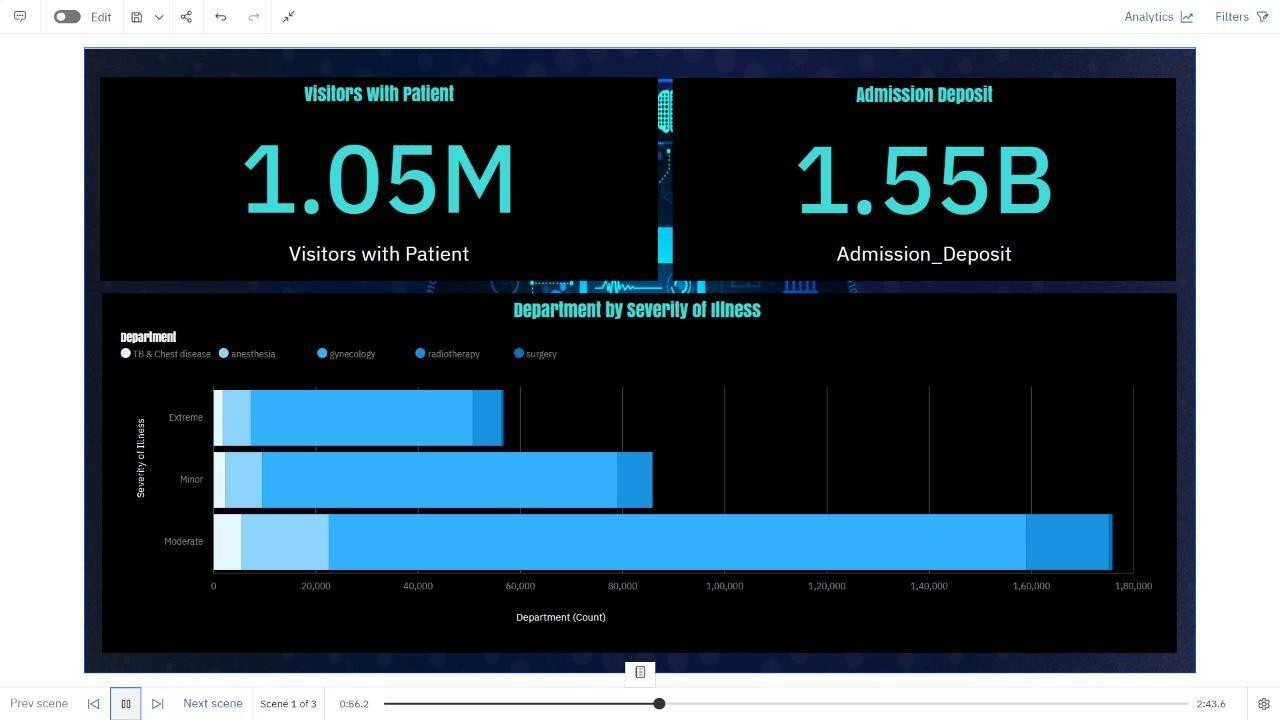 Edit
Analytics
Filters
Visitors with Patient
Admission Deposit
1.05M
1.55B
Visitors with Patient
Admission_Deposit
Department by Severity of Illness
Department
TB & Chest disease anesthesia gynecology radiotherapy surgery
Severity of Illness
Extreme
Minor
Moderate
0 20,000 40,000 60,000 80,000 1,00,000 1,20,000 1,40,000 1,60,000 1,80,000
Department (Count)
Prev scene Next scene Scene 1 of 3 0:56.2 2:43.6